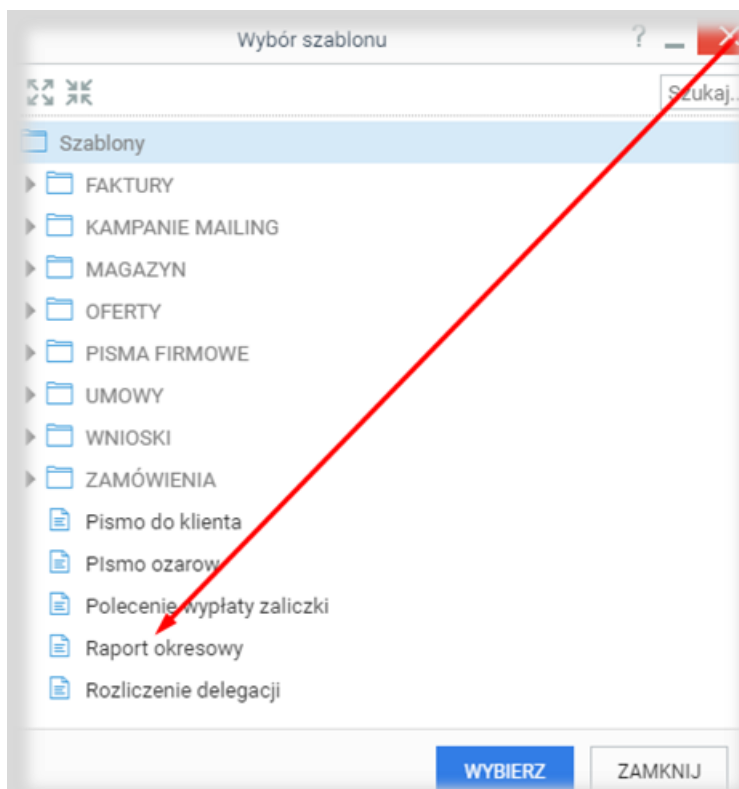 Wybór szablonu
?
Szukaj..
Szablony
FAKTURY
KAMPANIE MAILING
MAGAZYN
OFERTY
PISMA FIRMOWE
UMOWY
WNIOSKI
ZAMÓWIENIA
Pismo do klienta
PIsmo ozarow
Polecenie wypłaty zaliczki
Raport okresowy
Rozliczenie delegacji
WYBIERZ ZAMKNIJ